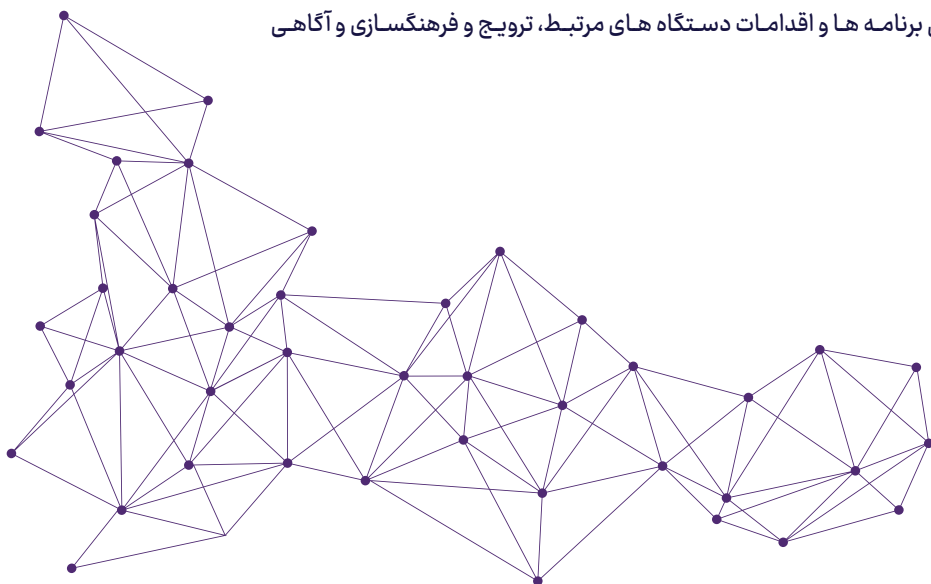 برنامه ها و اقدامات دستگاه های مرتبط، ترویج و فرهنگسازی و آگاهی